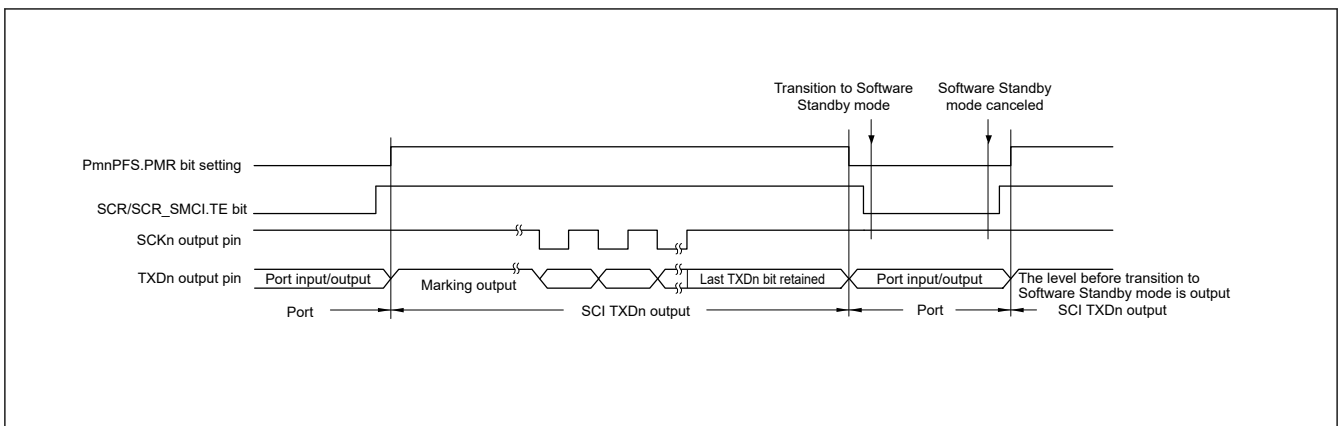 Transition to Software
Standby mode
Software Standby
mode canceled
PmnPFS.PMR bit setting
SCR/SCR_SMCI.TE bit
SCKn output pin
TXDn output pin
Port input/output
Marking output
Last TXDn bit retained
Port input/output
The level before transition to
Software Standby mode is output
Port
SCI TXDn output
Port
SCI TXDn output